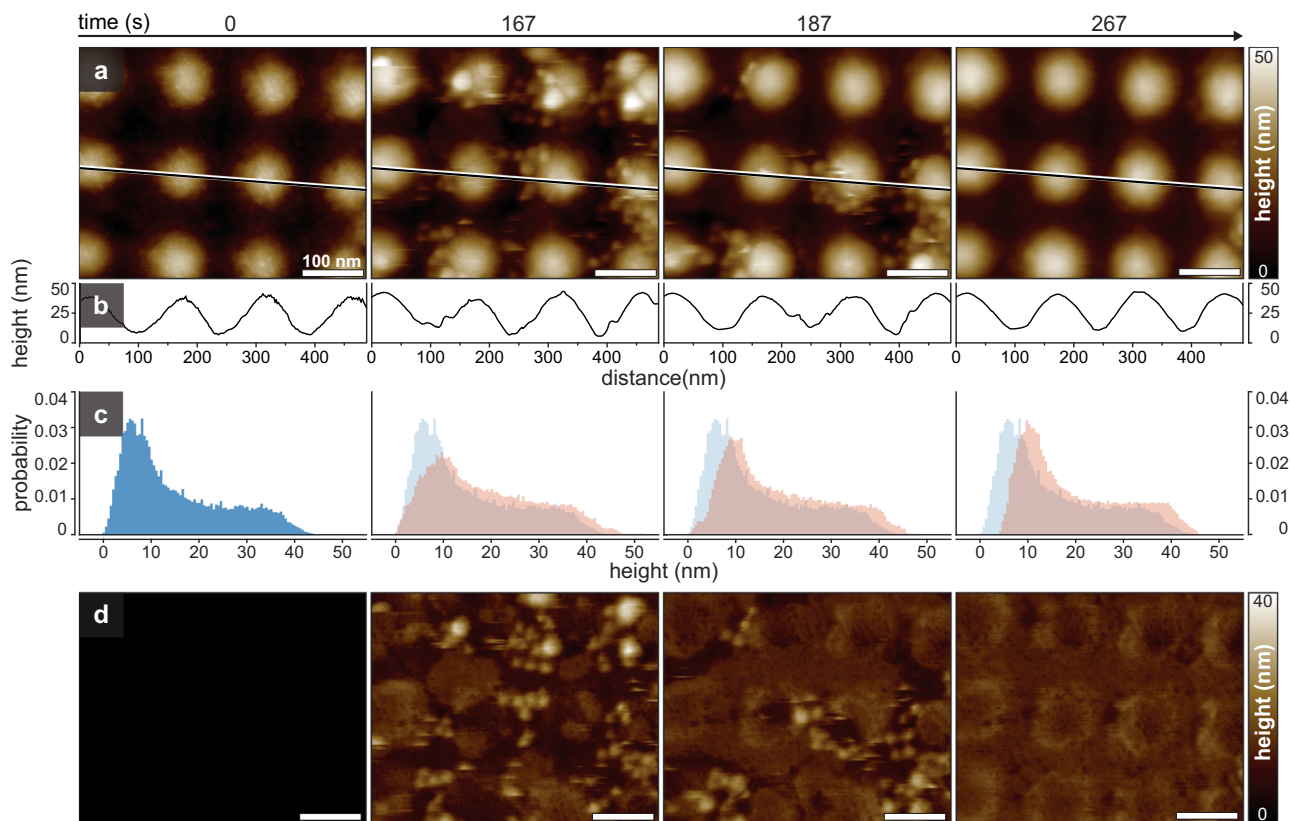 time (s) 0 167 187 267
a
100 nm
50
height (nm)
0
b
height (nm)
50
25
0
50
25
0
0 100 200 300 400 0 100 200 300 400 0 100 200 300 400 0 100 200 300 400
distance(nm)
c
probability
0.04
0.03
0.02
0.01
0
0.04
0.03
0.02
0.01
0
0 10 20 30 40 50 0 10 20 30 40 50 0 10 20 30 40 50 0 10 20 30 40 50
height (nm)
d
40
height (nm)
0